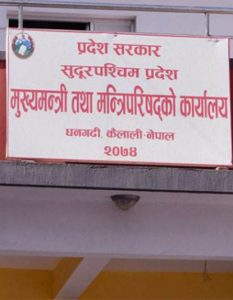 प्रदेश सरकार
सुदूरपश्चिम प्रदेश
मुख्यमन्त्री तथा मन्त्रिपरिषद्को कार्यालय
धनगढी, कैलाली-नेपाल
२०७४